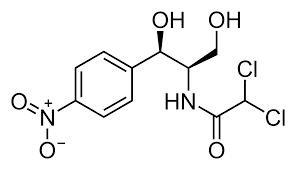 OH OH
Cl
O
N+ HN Cl
O− O